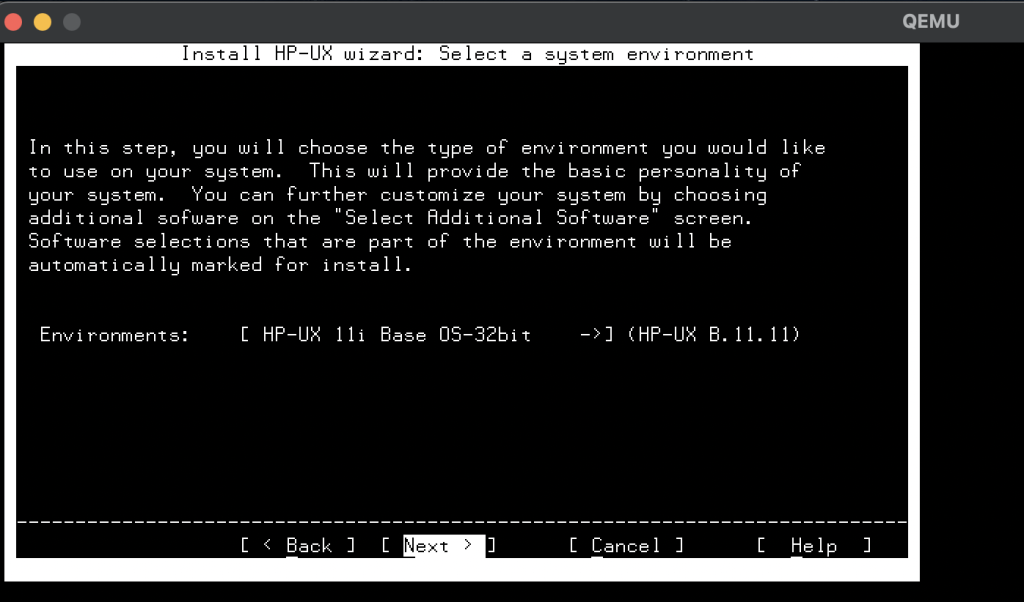 QEMU
Install HP-UX wizard: Select a system environment
In this step, you will choose the type of environment you would like
to use on your system.  This will provide the basic personality of
your system.  You can further customize your system by choosing
additional sofware on the "Select Additional Software" screen.
Software selections that are part of the environment will be
automatically marked for install.
Environments:    [ HP-UX 11i Base OS-32bit    ->] (HP-UX B.11.11)
[ < Back ]  [ Next > ]      [ Cancel ]      [  Help  ]